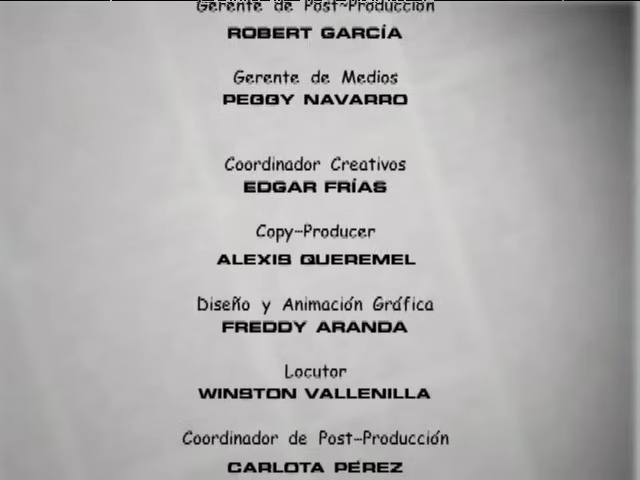 Gerente de Post-Producción
ROBERT GARCÍA
Gerente de Medios
PEGGY NAVARRO
Coordinador Creativos
EDGAR FRÍAS
Copy-Producer
ALEXIS QUEREMEL
Diseño y Animación Gráfica
FREDDY ARANDA
Locutor
WINSTON VALLENILLA
Coordinador de Post-Producción
CARLOTA PÉREZ